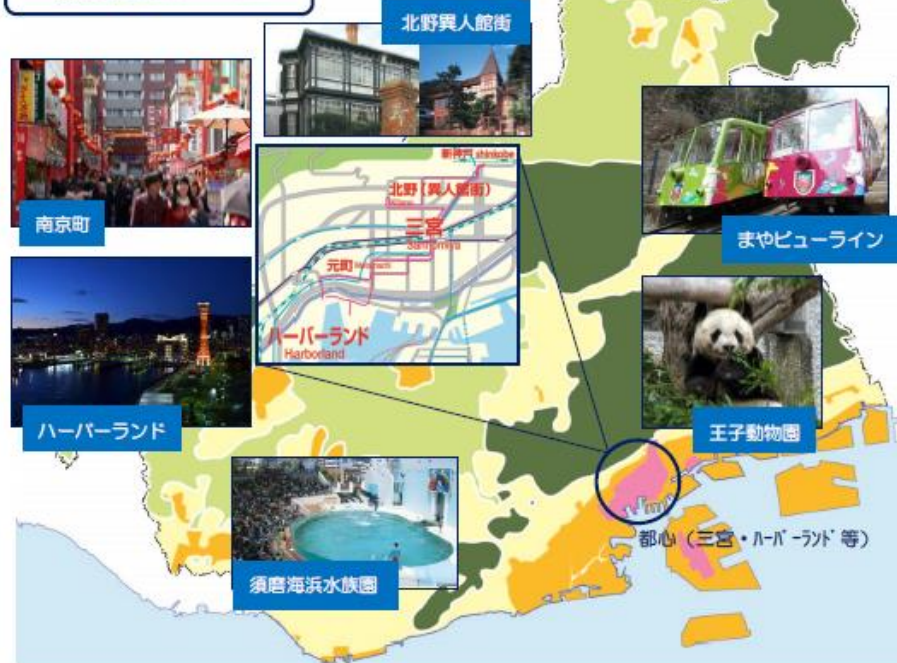 北野異人館街
南京町
新神戸 shinkobe
北野(異人館街)
三宮
Sannomiya
元町 Motomachi
ハーバーランド
Harborland
まやビューライン
ハーバーランド
王子動物園
都心(三宮・ハーバーランド等)
須磨海浜水族園